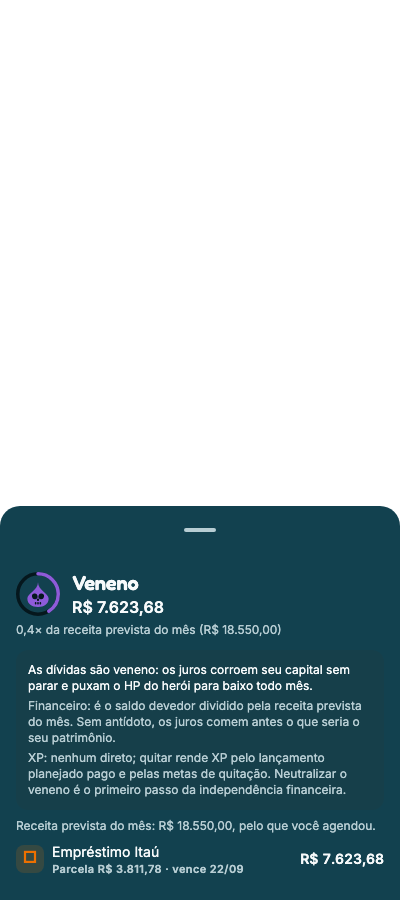 Veneno
R$ 7.623,68
0,4× da receita prevista do mês (R$ 18.550,00)
As dívidas são veneno: os juros corroem seu capital sem
parar e puxam o HP do herói para baixo todo mês.
Financeiro: é o saldo devedor dividido pela receita prevista
do mês. Sem antídoto, os juros comem antes o que seria o
seu patrimônio.
XP: nenhum direto; quitar rende XP pelo lançamento
planejado pago e pelas metas de quitação. Neutralizar o
veneno é o primeiro passo da independência financeira.
Receita prevista do mês: R$ 18.550,00, pelo que você agendou.
Empréstimo Itaú
R$ 7.623,68
Parcela R$ 3.811,78 · vence 22/09